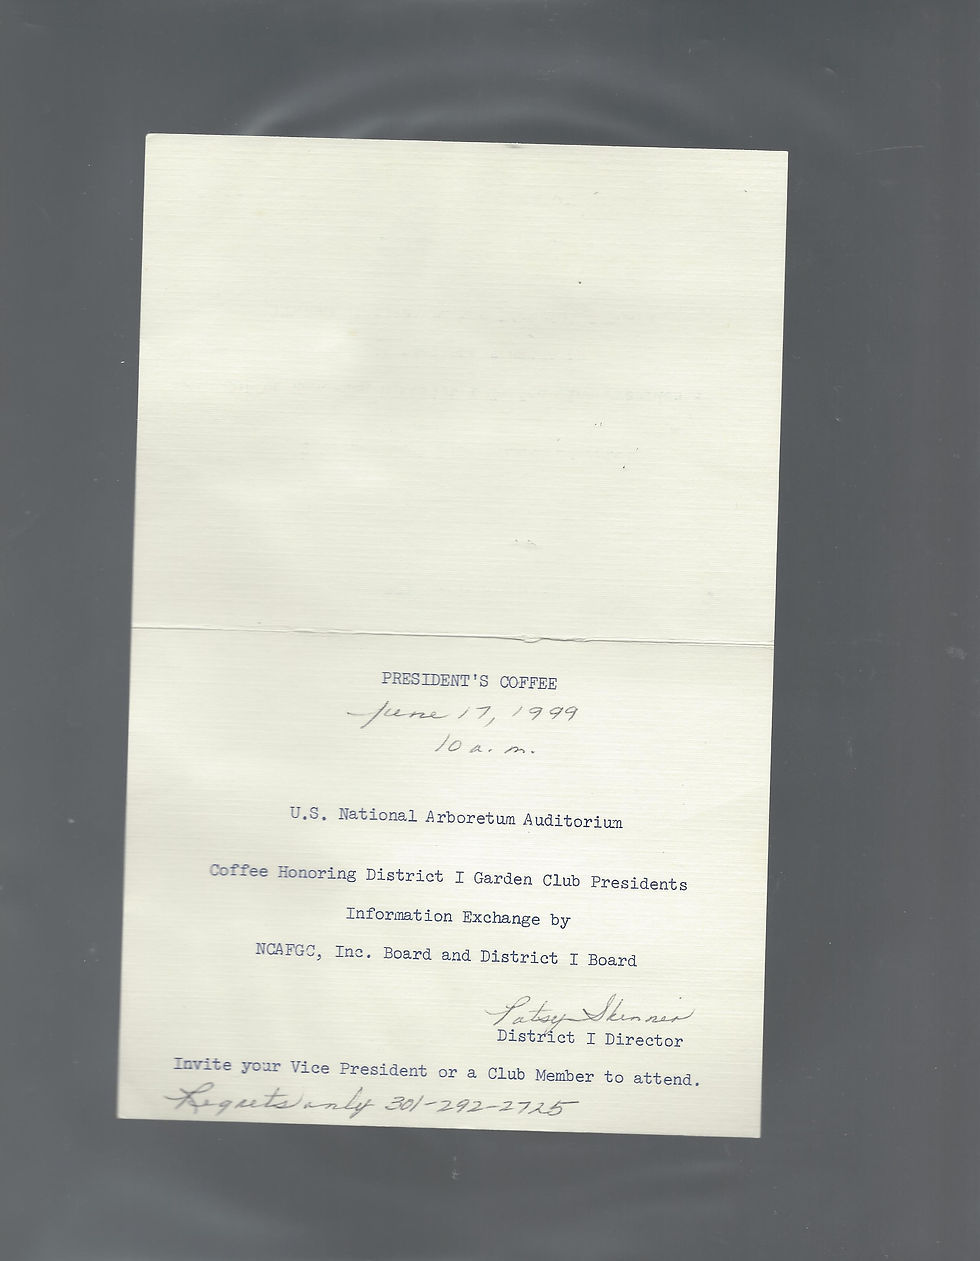 PRESIDENT'S COFFEE
June 17, 1999
10 a. m.
U.S. National Arboretum Auditorium
Coffee Honoring District I Garden Club Presidents
Information Exchange by
NCAFGC, Inc. Board and District I Board
Patsy Skinner
District I Director
Invite your Vice President or a Club Member to attend.
Regrets only 301-292-2725